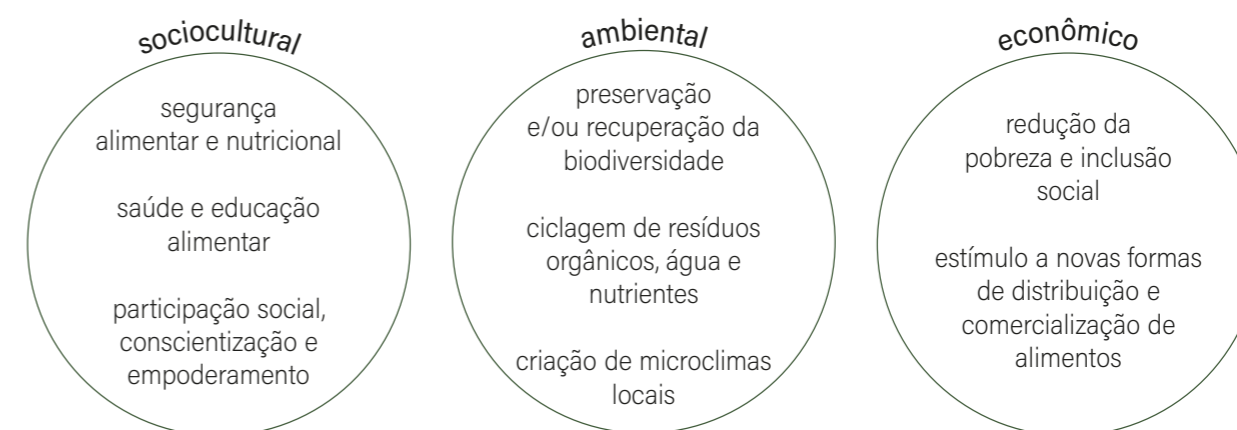 sociocultural
segurança
alimentar e nutricional
saúde e educação
alimentar
participação social,
conscientização e
empoderamento
ambiental
preservação
e/ou recuperação da
biodiversidade
ciclagem de resíduos
orgânicos, água e
nutrientes
criação de microclimas
locais
econômico
redução da
pobreza e inclusão
social
estímulo a novas formas
de distribuição e
comercialização de
alimentos